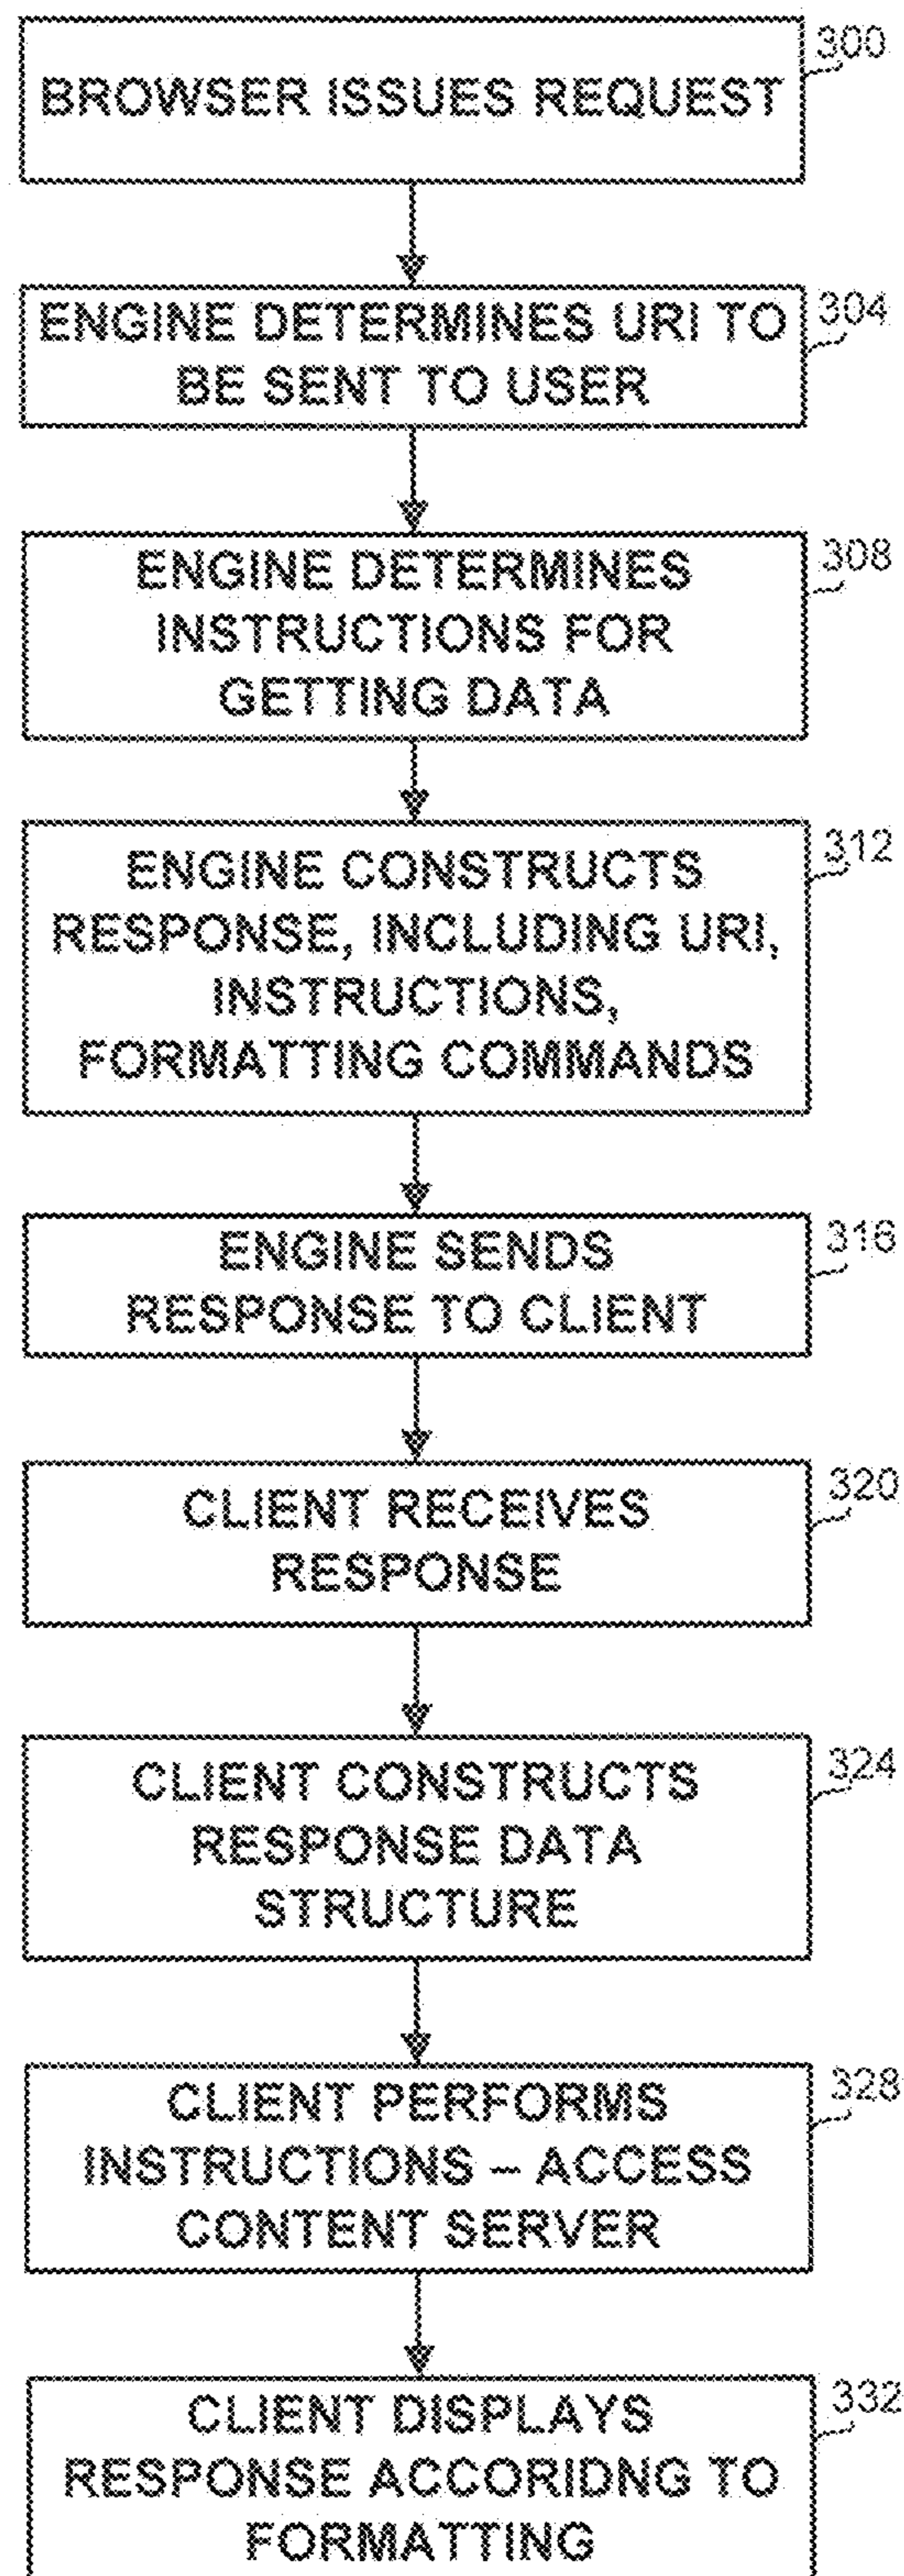 300
BROWSER ISSUES REQUEST
304
ENGINE DETERMINES URI TO
BE SENT TO USER
308
ENGINE DETERMINES
INSTRUCTIONS FOR
GETTING DATA
312
ENGINE CONSTRUCTS
RESPONSE, INCLUDING URI,
INSTRUCTIONS,
FORMATTING COMMANDS
316
ENGINE SENDS
RESPONSE TO CLIENT
320
CLIENT RECEIVES
RESPONSE
324
CLIENT CONSTRUCTS
RESPONSE DATA
STRUCTURE
328
CLIENT PERFORMS
INSTRUCTIONS – ACCESS
CONTENT SERVER
332
CLIENT DISPLAYS
RESPONSE ACCORIDNG TO
FORMATTING